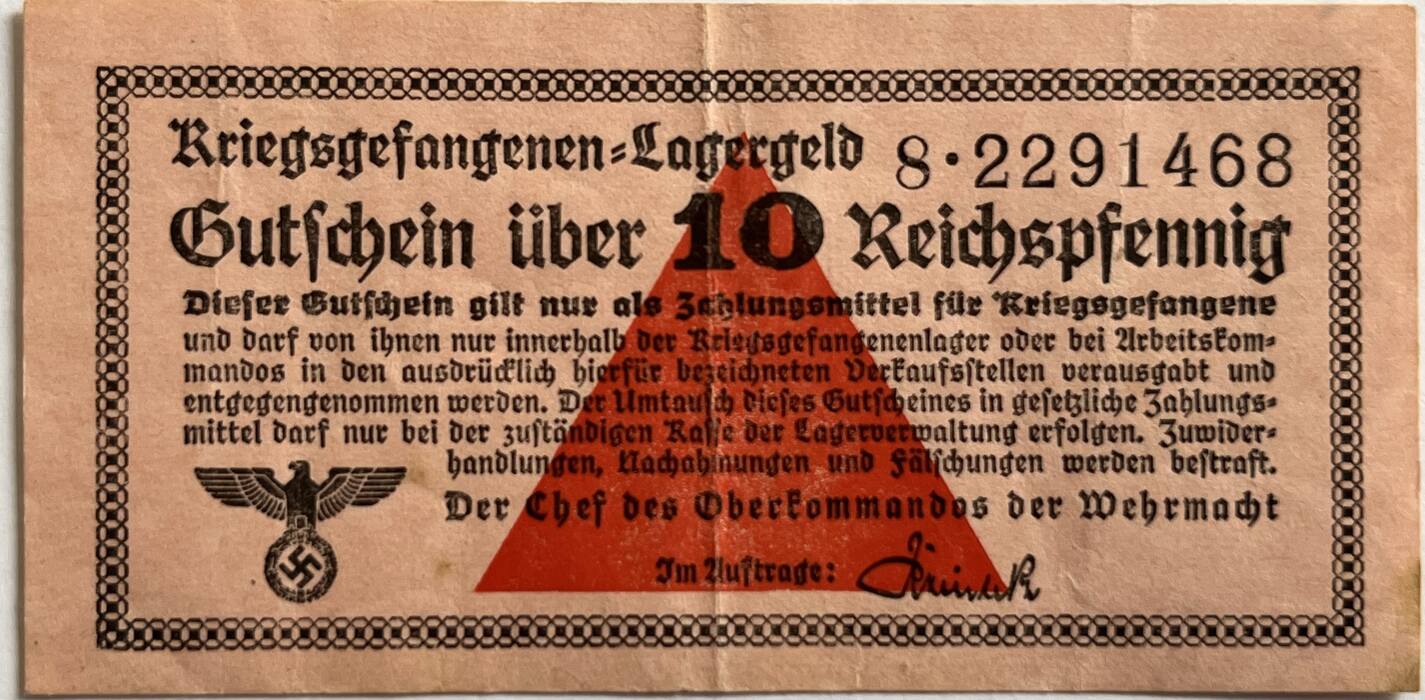 Kriegsgefangenen-Lagergeld 8·2291468
Gutschein über 10 Reichspfennig
Dieser Gutschein gilt nur als Zahlungsmittel für Kriegsgefangene
und darf von ihnen nur innerhalb der Kriegsgefangenenlager oder bei Arbeitskom-
mandos in den ausdrücklich hierfür bezeichneten Verkaufsstellen verausgabt und
entgegengenommen werden. Der Umtausch dieses Gutscheines in gesetzliche Zahlungs-
mittel darf nur bei der zuständigen Kasse der Lagerverwaltung erfolgen. Zuwider-
handlungen, Nachahmungen und Fälschungen werden bestraft.
Der Chef des Oberkommandos der Wehrmacht
Im Auftrage: